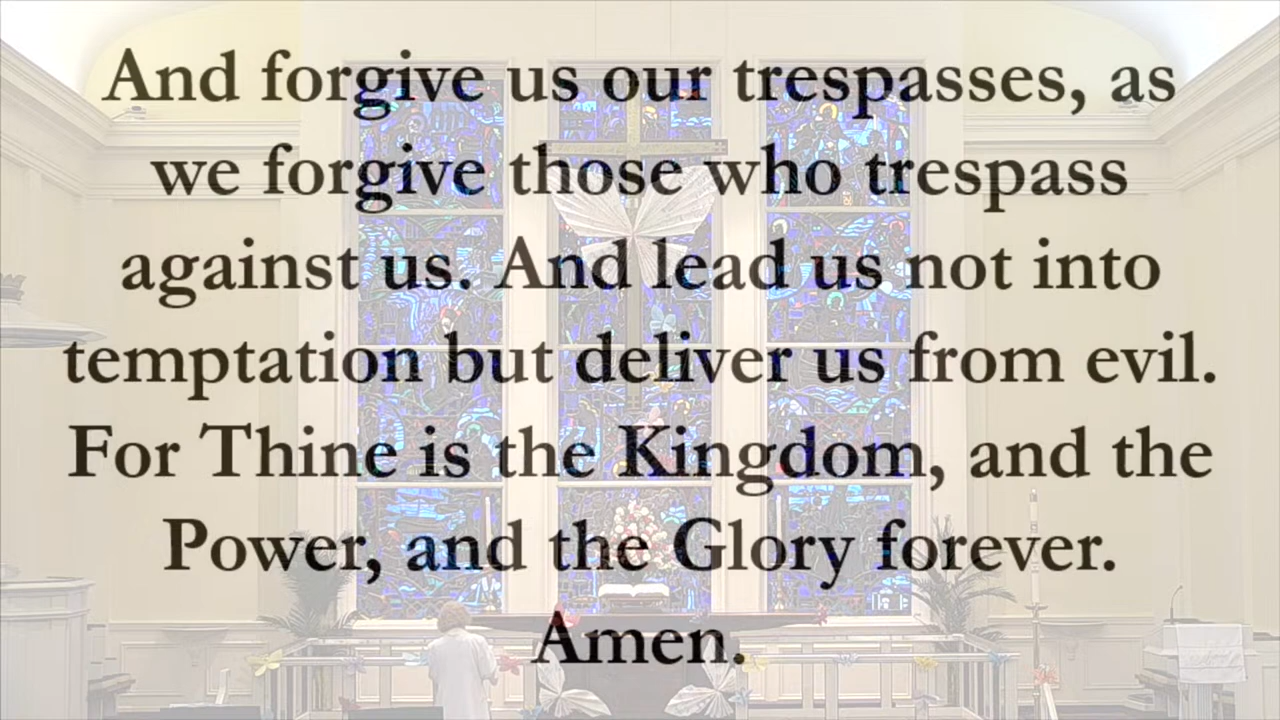 And forgive us our trespasses, as
we forgive those who trespass
against us. And lead us not into
temptation but deliver us from evil.
For Thine is the Kingdom, and the
Power, and the Glory forever.
Amen.